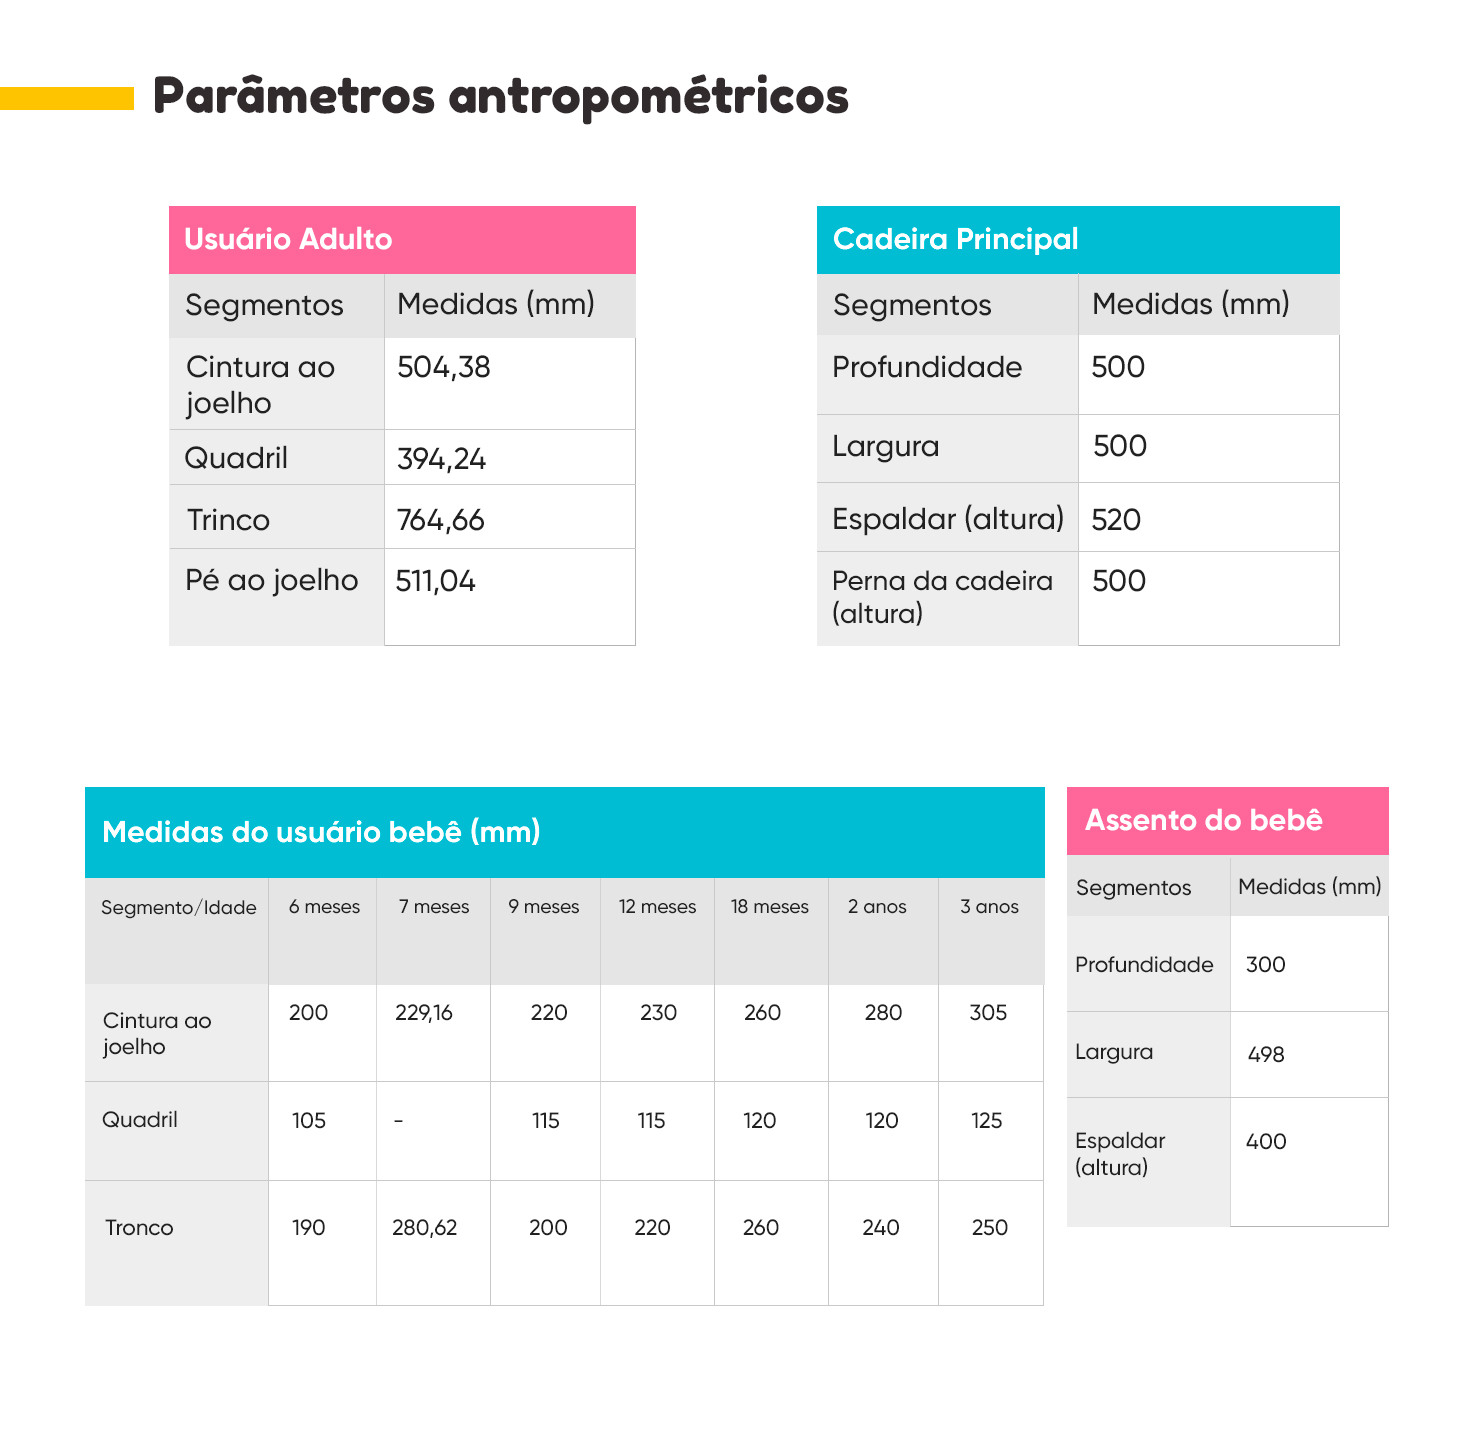 Parâmetros antropométricos
Usuário Adulto
Segmentos Medidas (mm)
Cintura ao
joelho 504,38
Quadril 394,24
Trinco 764,66
Pé ao joelho 511,04
Cadeira Principal
Segmentos Medidas (mm)
Profundidade 500
Largura 500
Espaldar (altura) 520
Perna da cadeira 500
(altura)
Medidas do usuário bebê (mm)
Segmento/Idade 6 meses 7 meses 9 meses 12 meses 18 meses 2 anos 3 anos
Cintura ao
joelho 200 229,16 220 230 260 280 305
Quadril 105 - 115 115 120 120 125
Tronco 190 280,62 200 220 260 240 250
Assento do bebê
Segmentos Medidas (mm)
Profundidade 300
Largura 498
Espaldar 400
(altura)